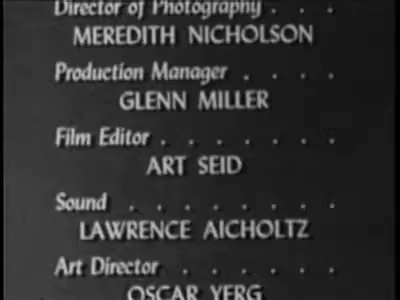 Director of Photography . . .
MEREDITH NICHOLSON
Production Manager . . . .
GLENN MILLER
Film Editor . . . . . . .
ART SEID
Sound . . . . . . . .
LAWRENCE AICHOLTZ
Art Director . . . . . .
OSCAR YERG